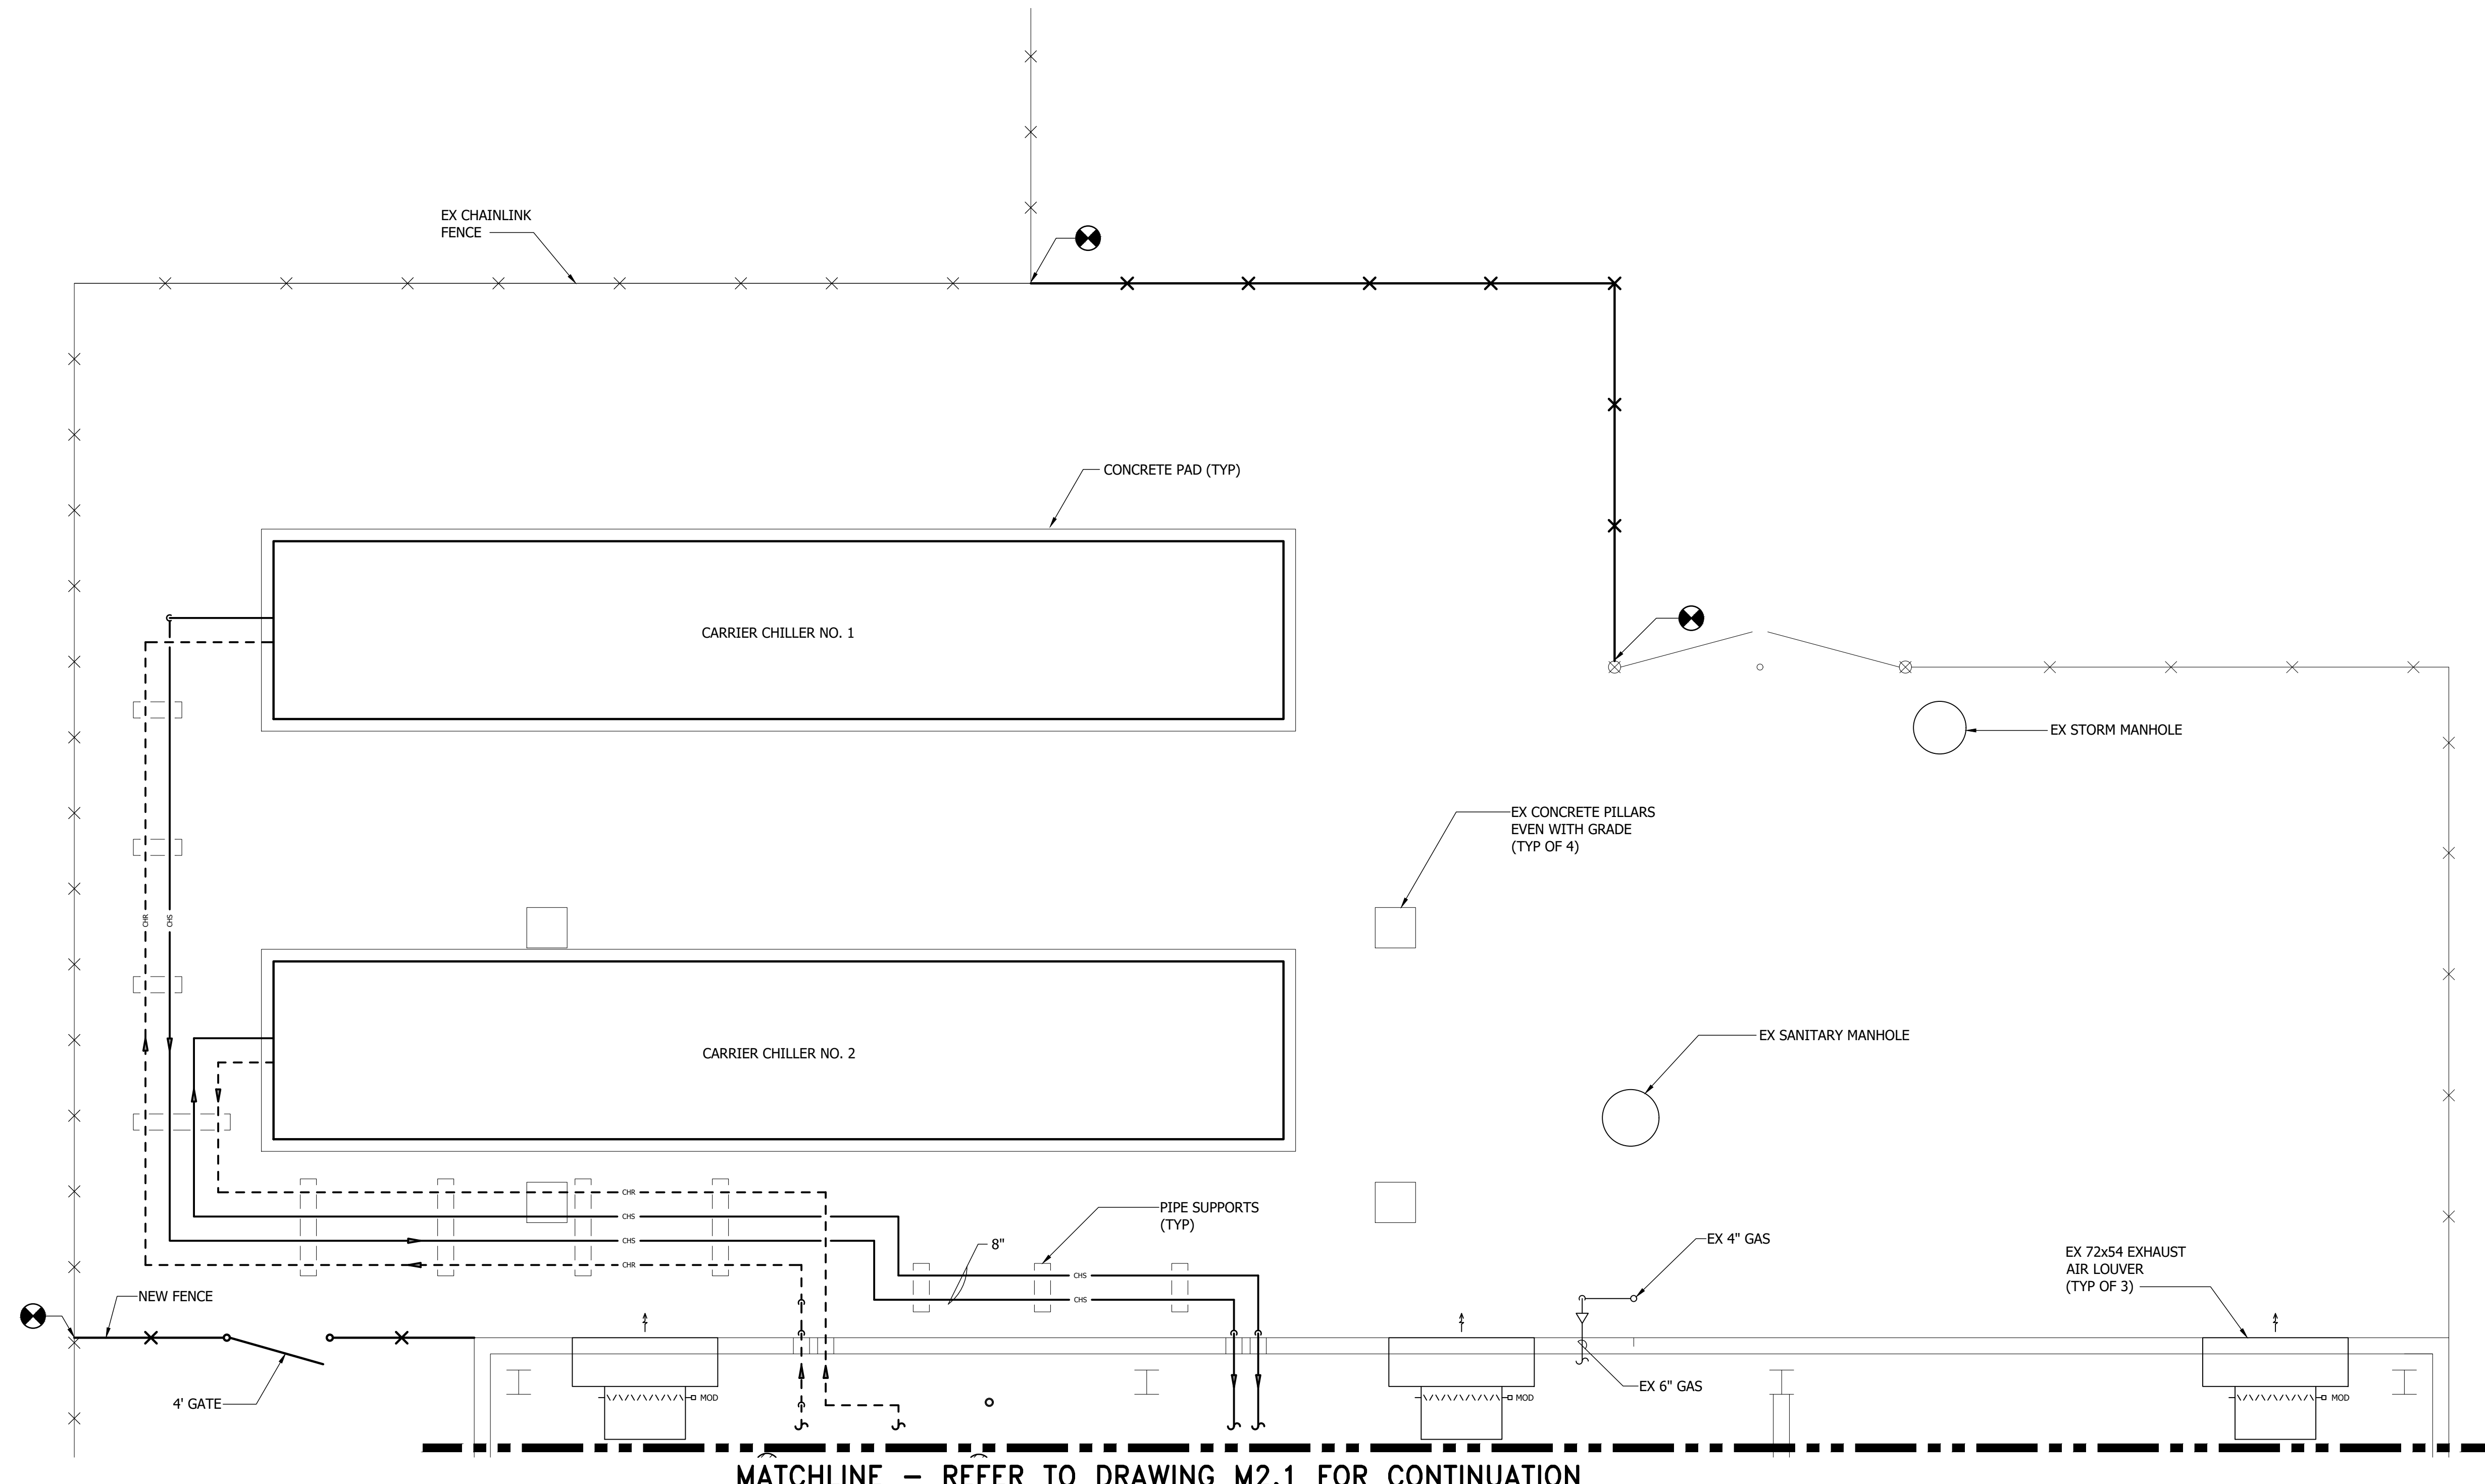 EX CHAINLINK
FENCE
CONCRETE PAD (TYP)
CARRIER CHILLER NO. 1
EX STORM MANHOLE
EX CONCRETE PILLARS
EVEN WITH GRADE
(TYP OF 4)
CHR
CHS
EX SANITARY MANHOLE
CARRIER CHILLER NO. 2
CHR
CHS
CHS
CHR
PIPE SUPPORTS
(TYP)
8"
CHS
CHS
EX 4" GAS
EX 72x54 EXHAUST
AIR LOUVER
(TYP OF 3)
NEW FENCE
4' GATE
MOD
EX 6" GAS
MOD
MOD
MATCHLINE - REFER TO DRAWING M2.1 FOR CONTINUATION